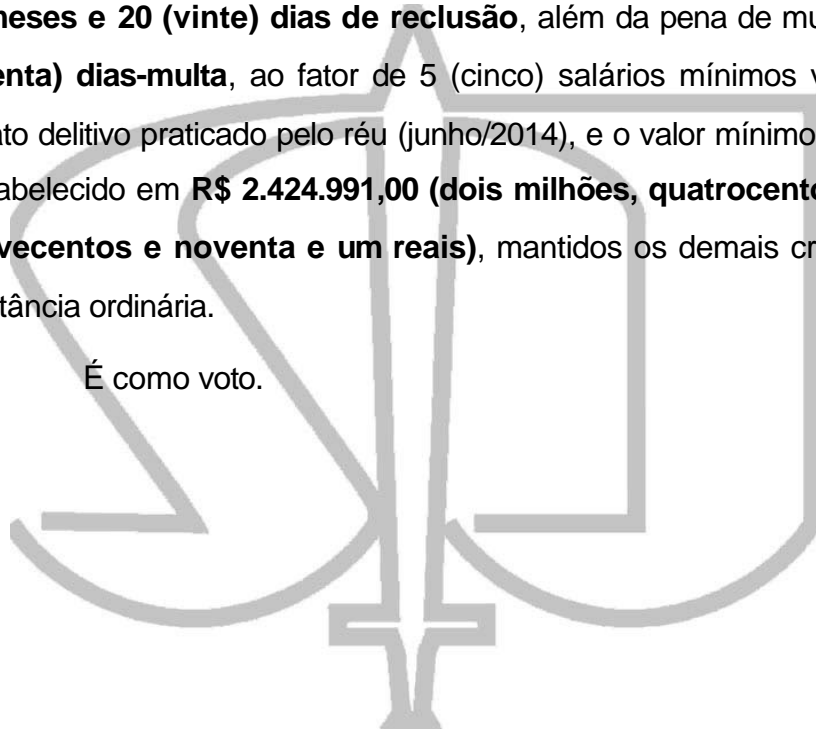 neses e 20 (vinte) dias de reclusão, além da pena de mu
enta) dias-multa, ao fator de 5 (cinco) salários mínimos v
ato delitivo praticado pelo réu (junho/2014), e o valor mínimo
abelecido em R$ 2.424.991,00 (dois milhões, quatrocento
vecentos e noventa e um reais), mantidos os demais cr
tância ordinária.
É como voto.